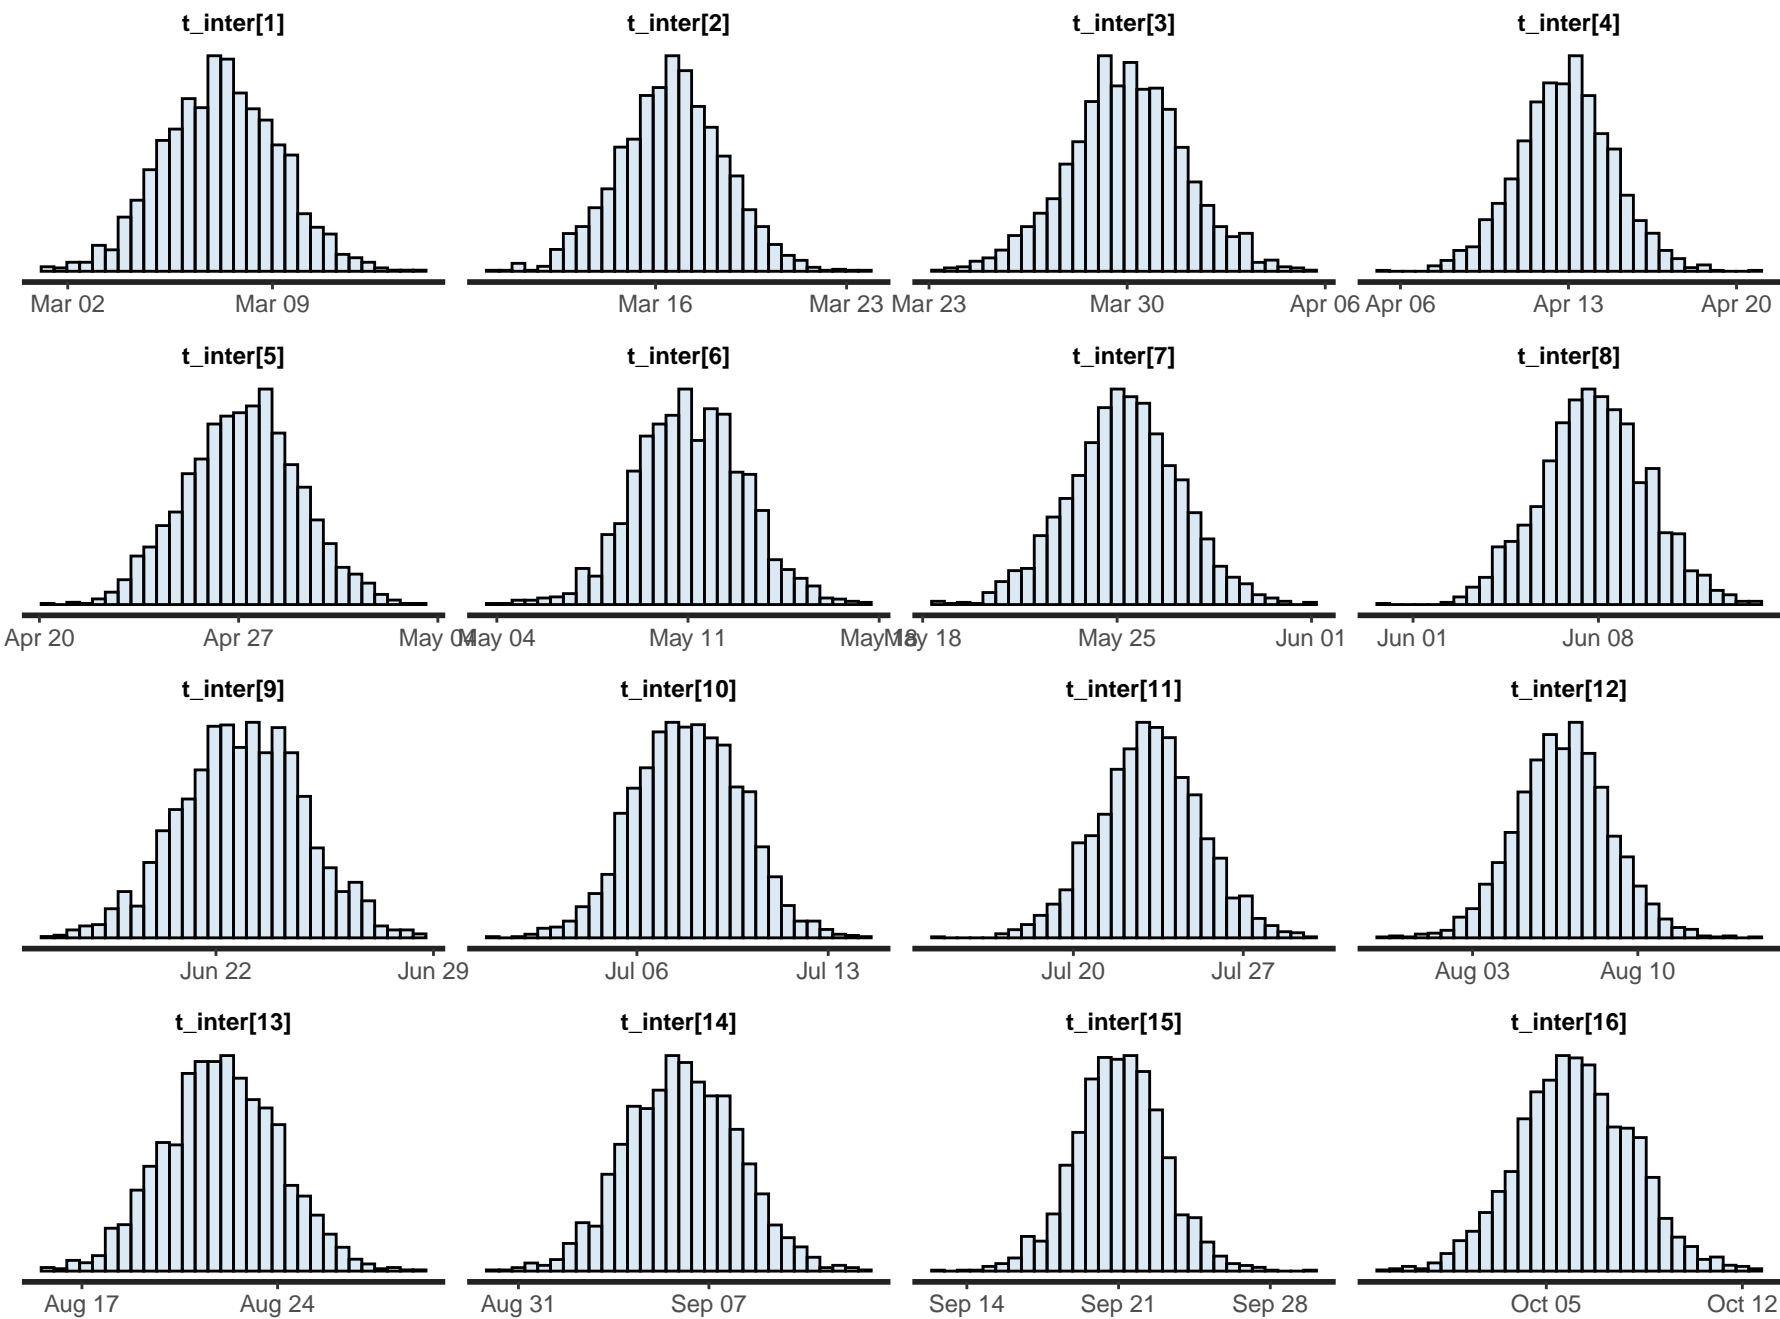 t_inter[1] t_inter[2] t_inter[3] t_inter[4]
Mar 02 Mar 09 Mar 16 Mar 23 Mar 23 Mar 30 Apr 06 Apr 06 Apr 13 Apr 20
t_inter[5] t_inter[6] t_inter[7] t_inter[8]
Apr 20 Apr 27 May 04 May 04 May 11 May 18 May 18 May 25 Jun 01 Jun 01 Jun 08
t_inter[9] t_inter[10] t_inter[11] t_inter[12]
Jun 22 Jun 29 Jul 06 Jul 13 Jul 20 Jul 27 Aug 03 Aug 10
t_inter[13] t_inter[14] t_inter[15] t_inter[16]
Aug 17 Aug 24 Aug 31 Sep 07 Sep 14 Sep 21 Sep 28 Oct 05 Oct 12